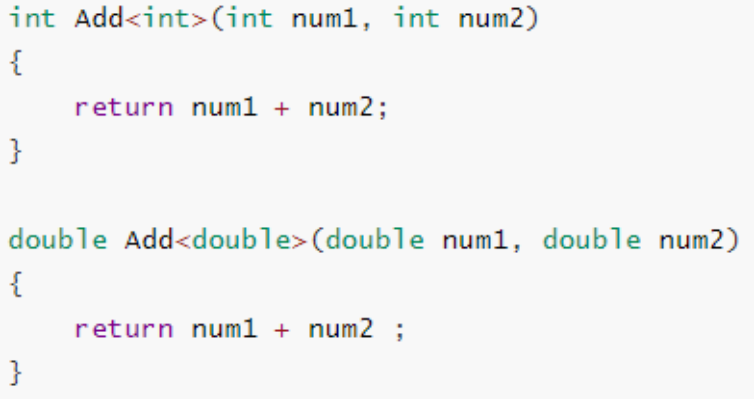 int Add<int>(int num1, int num2)
{
    return num1 + num2;
}

double Add<double>(double num1, double num2)
{
    return num1 + num2 ;
}